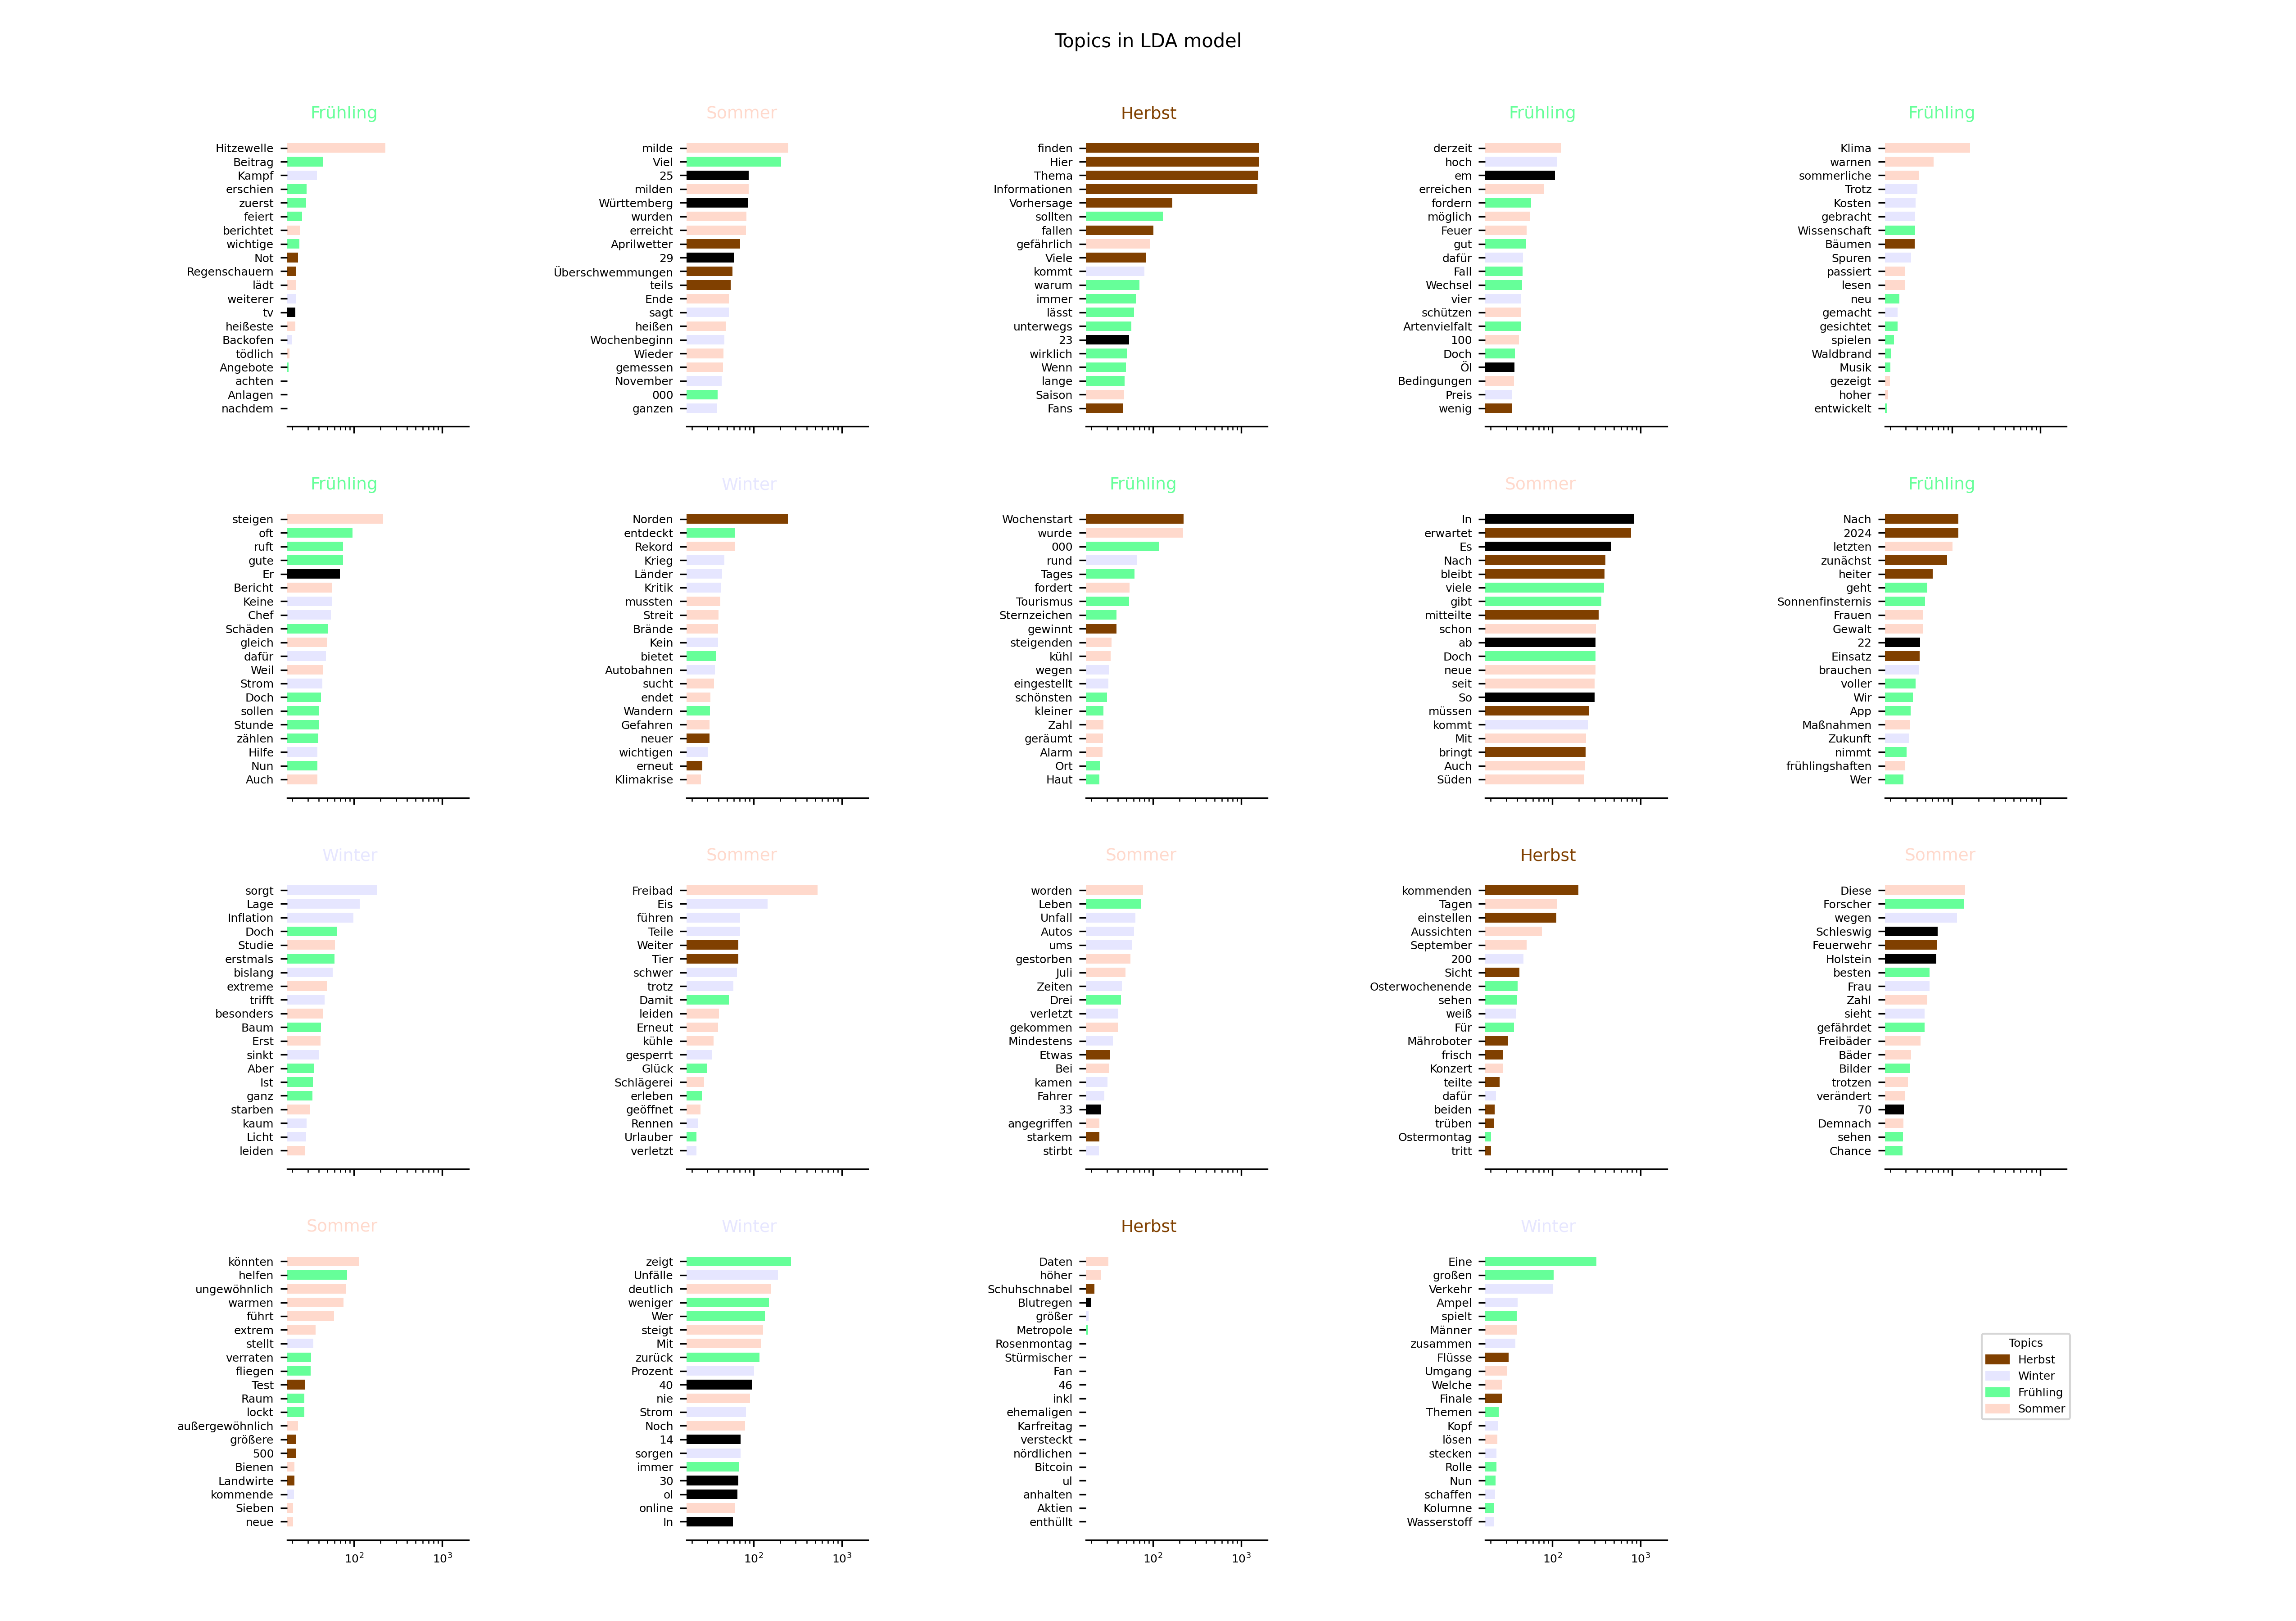 Topics in LDA model
Frühling
Hitzewelle
Beitrag
Kampf
erschien
zuerst
feiert
berichtet
wichtige
Not
Regenschauern
lädt
weiterer
tv
heißeste
Backofen
tödlich
Angebote
achten
Anlagen
nachdem
Sommer
milde
Viel
25
milden
Württemberg
wurden
erreicht
Aprilwetter
29
Überschwemmungen
teils
Ende
sagt
heißen
Wochenbeginn
Wieder
gemessen
November
000
ganzen
Herbst
finden
Hier
Thema
Informationen
Vorhersage
sollten
fallen
gefährlich
Viele
kommt
warum
immer
lässt
unterwegs
23
wirklich
Wenn
lange
Saison
Fans
Frühling
derzeit
hoch
em
erreichen
fordern
möglich
Feuer
gut
dafür
Fall
Wechsel
vier
schützen
Artenvielfalt
100
Doch
Öl
Bedingungen
Preis
wenig
Frühling
Klima
warnen
sommerliche
Trotz
Kosten
gebracht
Wissenschaft
Bäumen
Spuren
passiert
lesen
neu
gemacht
gesichtet
spielen
Waldbrand
Musik
gezeigt
hoher
entwickelt
Frühling
steigen
oft
ruft
gute
Er
Bericht
Keine
Chef
Schäden
gleich
dafür
Weil
Strom
Doch
sollen
Stunde
zählen
Hilfe
Nun
Auch
Winter
Norden
entdeckt
Rekord
Krieg
Länder
Kritik
mussten
Streit
Brände
Kein
bietet
Autobahnen
sucht
endet
Wandern
Gefahren
neuer
wichtigen
erneut
Klimakrise
Frühling
Wochenstart
wurde
000
rund
Tages
fordert
Tourismus
Sternzeichen
gewinnt
steigenden
kühl
wegen
eingestellt
schönsten
kleiner
Zahl
geräumt
Alarm
Ort
Haut
Sommer
In
erwartet
Es
Nach
bleibt
viele
gibt
mitteilte
schon
ab
Doch
neue
seit
So
müssen
kommt
Mit
bringt
Auch
Süden
Frühling
Nach
2024
letzten
zunächst
heiter
geht
Sonnenfinsternis
Frauen
Gewalt
22
Einsatz
brauchen
voller
Wir
App
Maßnahmen
Zukunft
nimmt
frühlingshaften
Wer
Winter
sorgt
Lage
Inflation
Doch
Studie
erstmals
bislang
extreme
trifft
besonders
Baum
Erst
sinkt
Aber
Ist
ganz
starben
kaum
Licht
leiden
Sommer
Freibad
Eis
führen
Teile
Weiter
Tier
schwer
trotz
Damit
leiden
Erneut
kühle
gesperrt
Glück
Schlägerei
erleben
geöffnet
Rennen
Urlauber
verletzt
Sommer
worden
Leben
Unfall
Autos
ums
gestorben
Juli
Zeiten
Drei
verletzt
gekommen
Mindestens
Etwas
Bei
kamen
Fahrer
33
angegriffen
starkem
stirbt
Herbst
kommenden
Tagen
einstellen
Aussichten
September
200
Sicht
Osterwochenende
sehen
weiß
Für
Mähroboter
frisch
Konzert
teilte
dafür
beiden
trüben
Ostermontag
tritt
Sommer
Diese
Forscher
wegen
Schleswig
Feuerwehr
Holstein
besten
Frau
Zahl
sieht
gefährdet
Freibäder
Bäder
Bilder
trotzen
verändert
70
Demnach
sehen
Chance
Sommer
könnten
helfen
ungewöhnlich
warmen
führt
extrem
stellt
verraten
fliegen
Test
Raum
lockt
außergewöhnlich
größere
500
Bienen
Landwirte
kommende
Sieben
neue
10² 10³
Winter
zeigt
Unfälle
deutlich
weniger
Wer
steigt
Mit
zurück
Prozent
40
nie
Strom
Noch
14
sorgen
immer
30
ol
online
In
10² 10³
Herbst
Daten
höher
Schuhschnabel
Blutregen
größer
Metropole
Rosenmontag
Stürmischer
Fan
46
inkl
ehemaligen
Karfreitag
versteckt
nördlichen
Bitcoin
ul
anhalten
Aktien
enthüllt
10² 10³
Winter
Eine
großen
Verkehr
Ampel
spielt
Männer
zusammen
Flüsse
Umgang
Welche
Finale
Themen
Kopf
lösen
stecken
Rolle
Nun
schaffen
Kolumne
Wasserstoff
10² 10³
Topics
Herbst
Winter
Frühling
Sommer